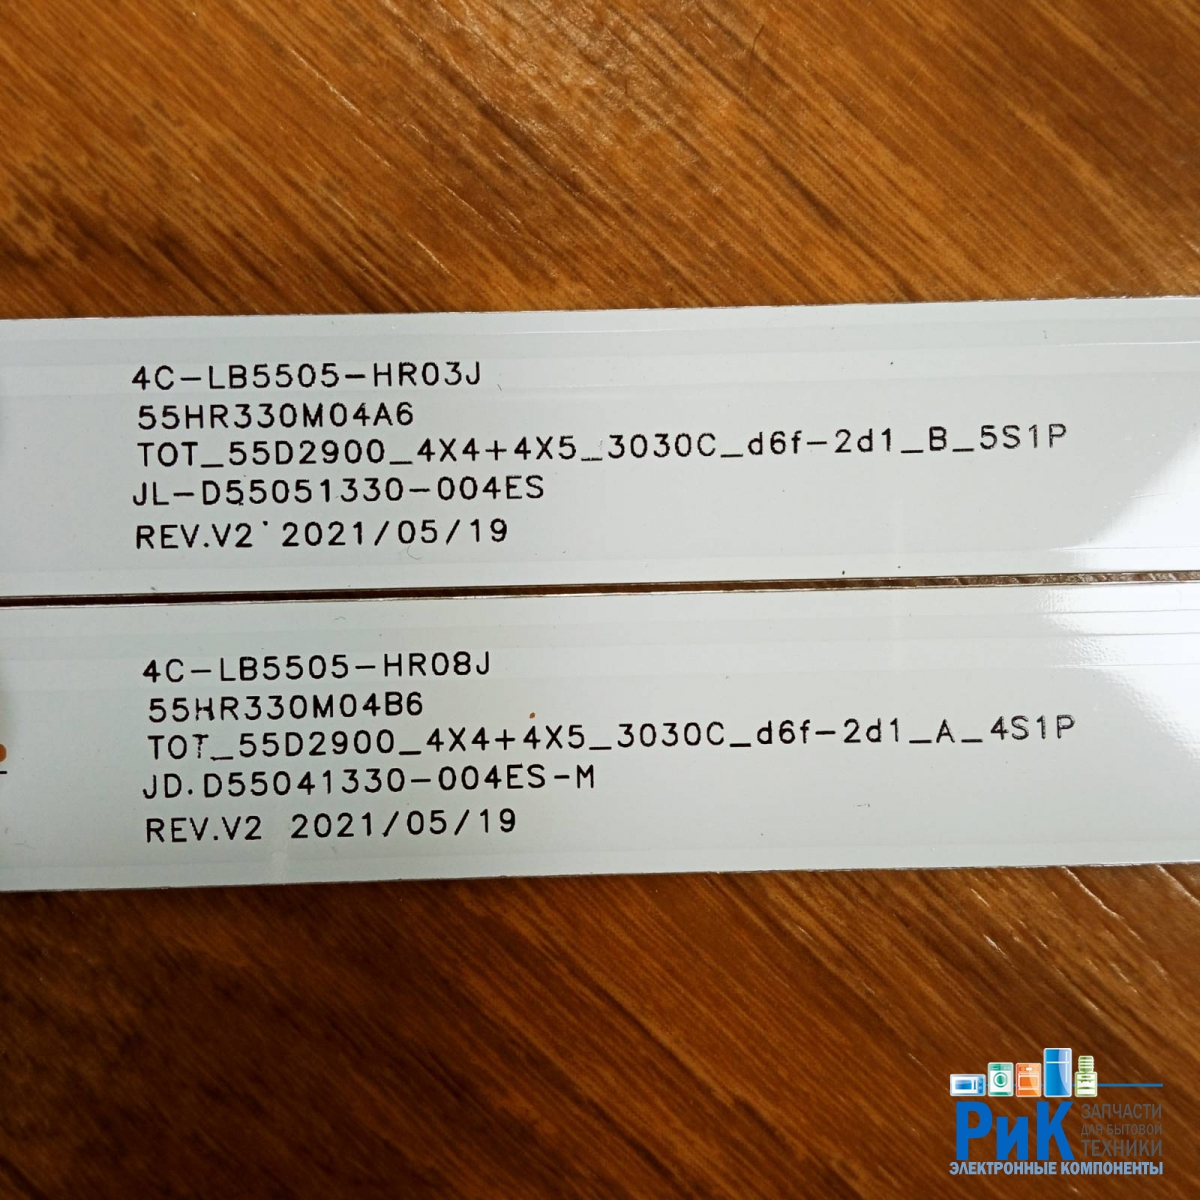 4C-LB5505-HR03J
55HR330M04A6
TOT_55D2900_4X4+4X5_3030C_d6f-2d1_B_5S1P
JL-D55051330-004ES
REV.V2 2021/05/19
4C-LB5505-HR08J
55HR330M04B6
TOT_55D2900_4X4+4X5_3030C_d6f-2d1_A_4S1P
JD.D55041330-004ES-M
REV.V2 2021/05/19
РиК
ЗАПЧАСТИ
ДЛЯ БЫТОВОЙ
ТЕХНИКИ
ЭЛЕКТРОННЫЕ КОМПОНЕНТЫ